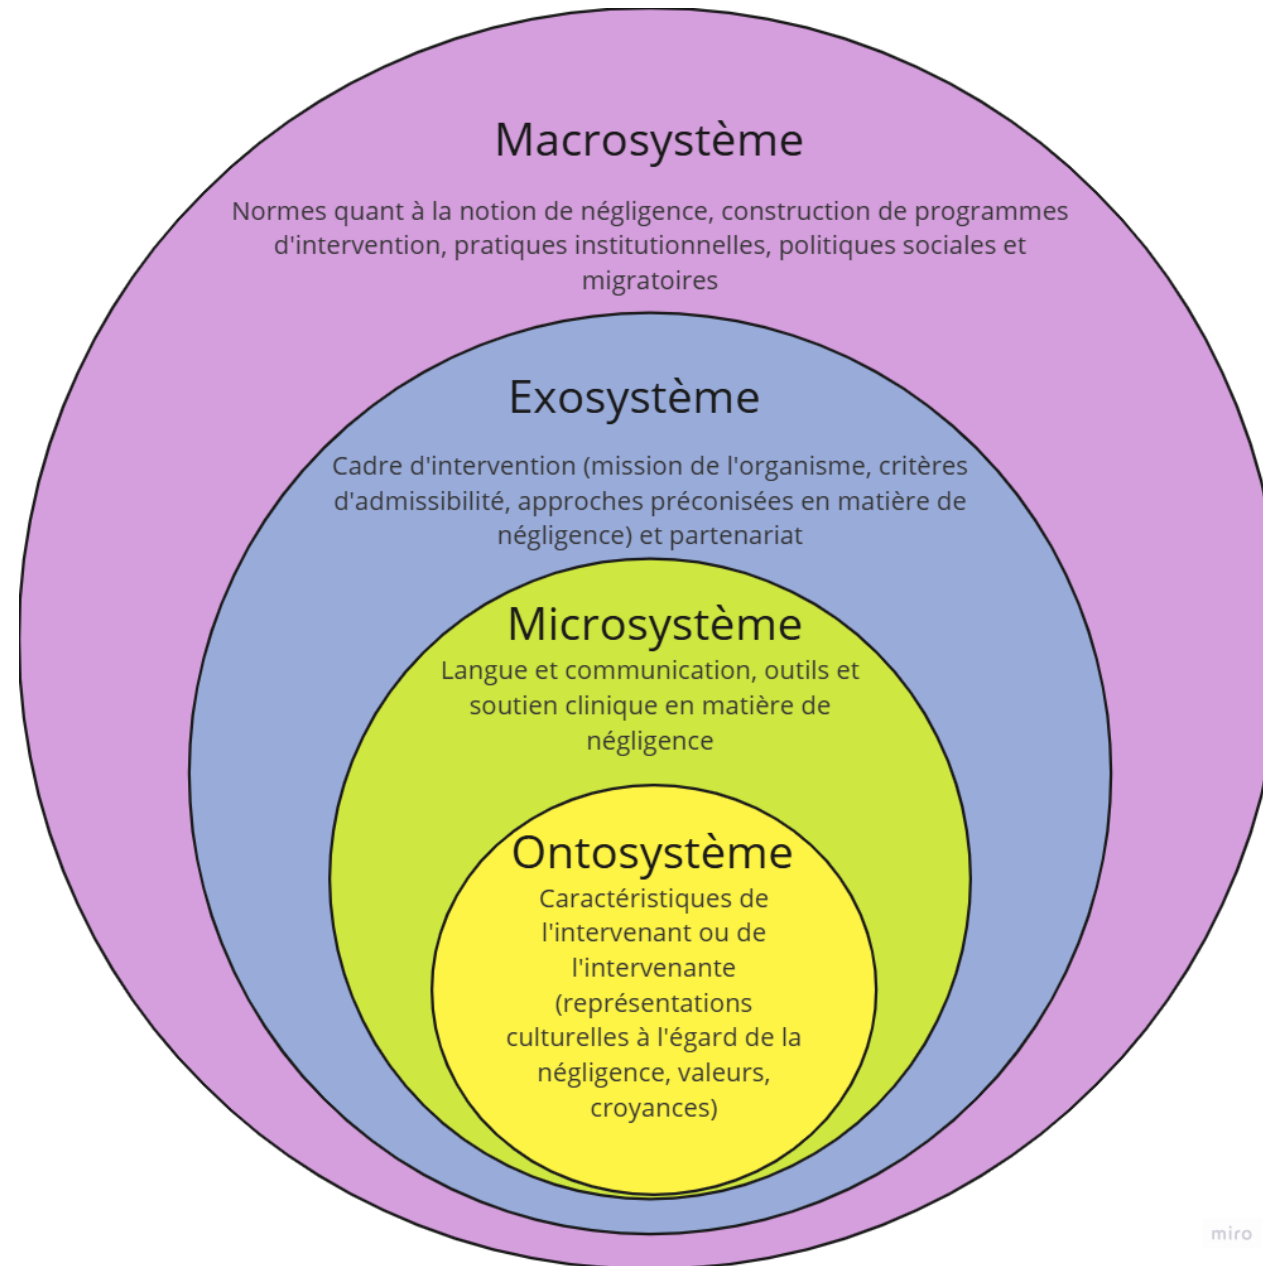 Macrosystème
Normes quant à la notion de négligence, construction de programmes
d'intervention, pratiques institutionnelles, politiques sociales et
migratoires
Exosystème
Cadre d'intervention (mission de l'organisme, critères
d'admissibilité, approches préconisées en matière de
négligence) et partenariat
Microsystème
Langue et communication, outils et
soutien clinique en matière de
négligence
Ontosystème
Caractéristiques de
l'intervenant ou de
l'intervenante
(représentations
culturelles à l'égard de la
négligence, valeurs,
croyances)
miro